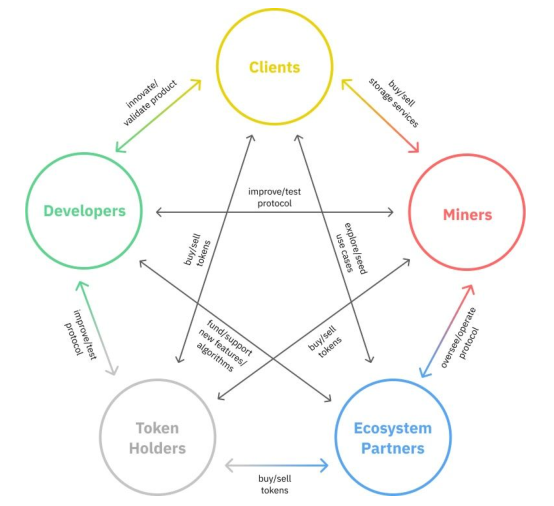 Clients
innovate/
validate product
buy/sell
storage services
Developers
improve/test
protocol
Miners
buy/sell
tokens
explore/seed
use cases
improve/test
protocol
fund/support
new features/
algorithms
buy/sell
tokens
oversee/operate
protocol
Token
Holders
Ecosystem
Partners
buy/sell
tokens